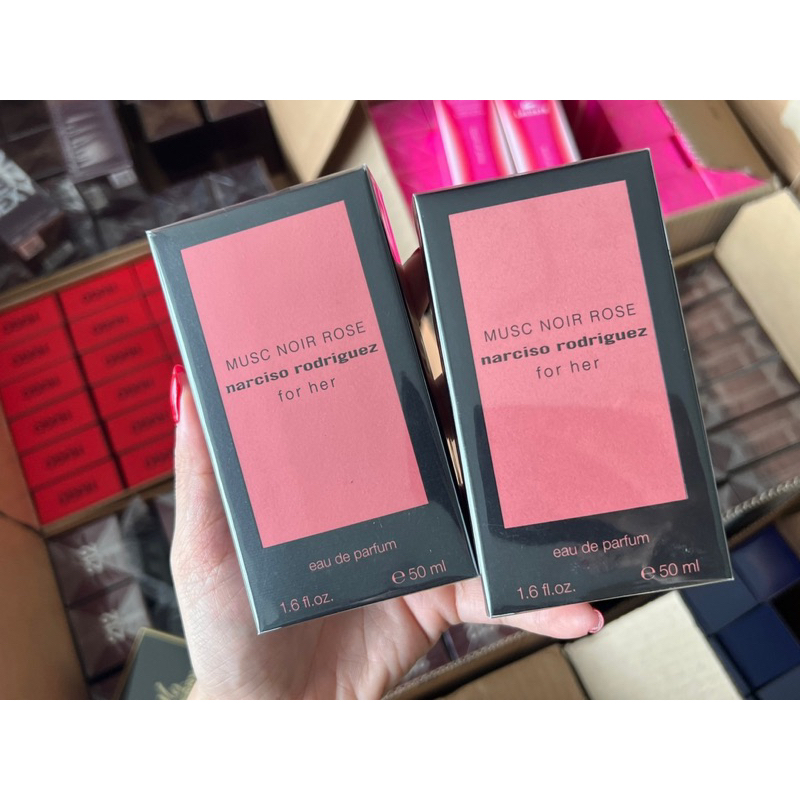 MUSC NOIR ROSE
narciso rodriguez
for her
eau de parfum
1.6 fl.oz.
℮ 50 ml
MUSC NOIR ROSE
narciso rodriguez
for her
eau de parfum
1.6 fl.oz.
℮ 50 ml